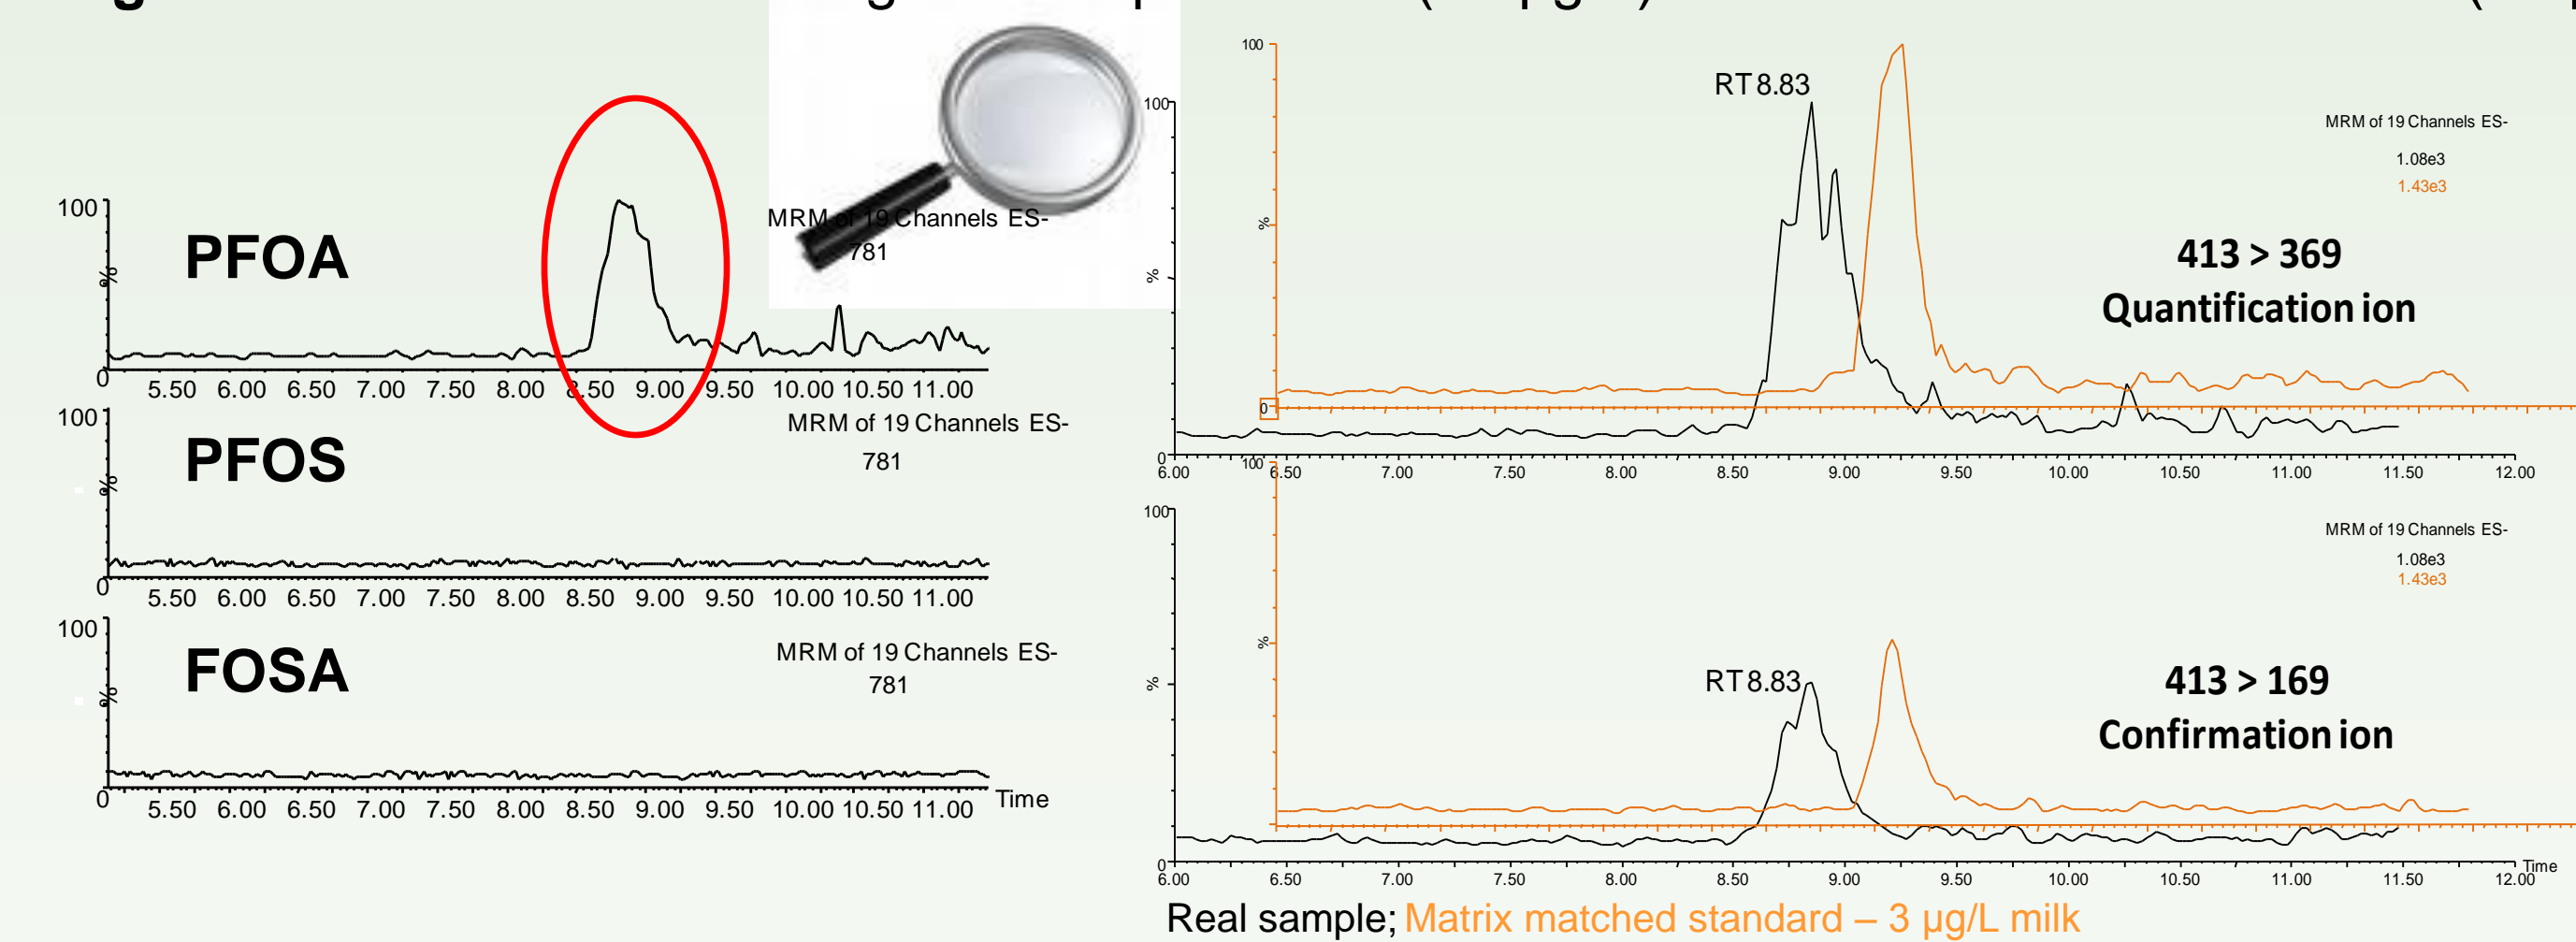 100
PFOA
%
0
5.50 6.00 6.50 7.00 7.50 8.00 8.50 9.00 9.50 10.00 10.50 11.00
MRM of 19 Channels ES-
781
100
PFOS
%
0
5.50 6.00 6.50 7.00 7.50 8.00 8.50 9.00 9.50 10.00 10.50 11.00
MRM of 19 Channels ES-
781
100
FOSA
%
0
5.50 6.00 6.50 7.00 7.50 8.00 8.50 9.00 9.50 10.00 10.50 11.00 Time
MRM of 19 Channels ES-
781
100
100
RT 8.83
MRM of 19 Channels ES-
1.08e3
1.43e3
%
%
413 > 369
Quantification ion
0
0
6.00 6.50 7.00 7.50 8.00 8.50 9.00 9.50 10.00 10.50 11.00 11.50 12.00
100
100
MRM of 19 Channels ES-
1.08e3
1.43e3
%
%
RT 8.83
413 > 169
Confirmation ion
0
Time
6.00 6.50 7.00 7.50 8.00 8.50 9.00 9.50 10.00 10.50 11.00 11.50 12.00
Real sample; Matrix matched standard – 3 µg/L milk